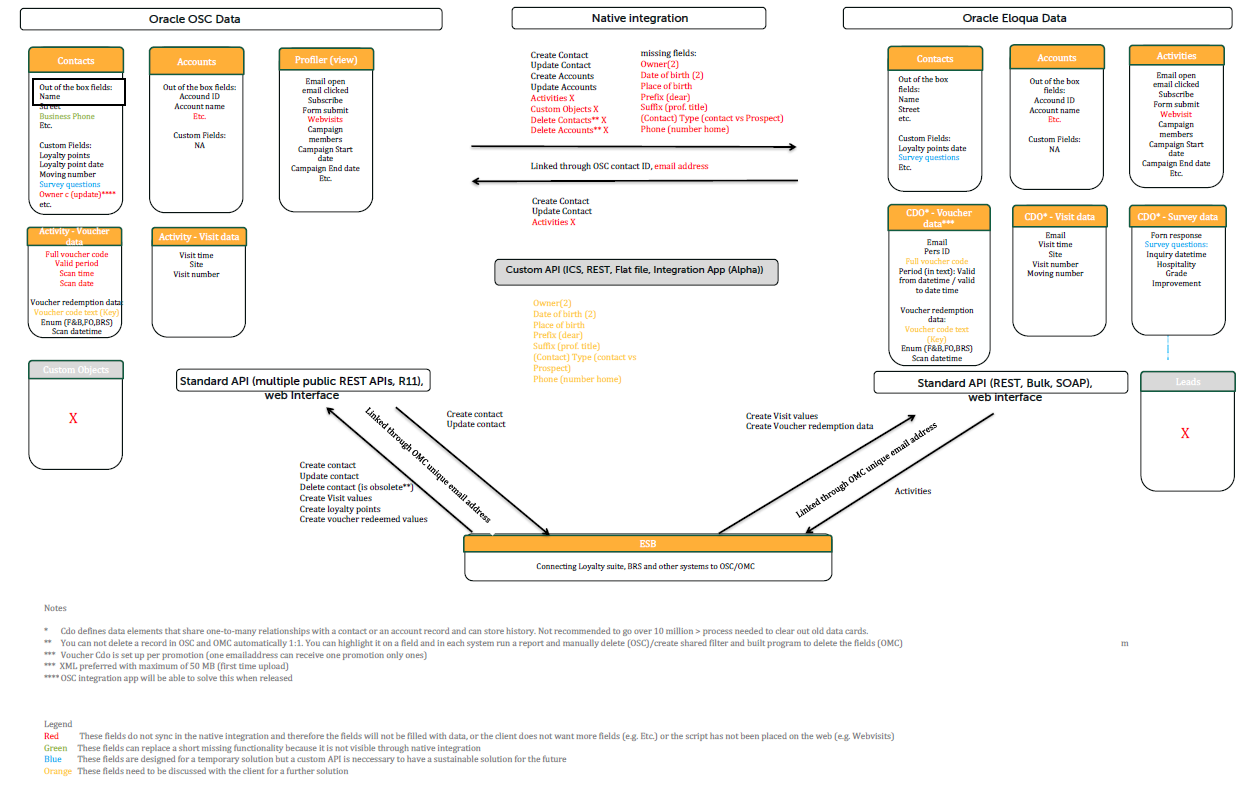 Oracle OSC Data
Native integration
Oracle Eloqua Data
Contacts
Out of the box fields:
Name
Street
Business Phone
Etc.
Custom Fields:
Loyalty points
Loyalty point date
Moving number
Survey questions
Owner c (update)****
etc.
Accounts
Out of the box fields:
Accound ID
Account name
Etc.
Custom Fields:
NA
Profiler (view)
Email open
email clicked
Subscribe
Form submit
Webvisits
Campaign
members
Campaign Start
date
Campaign End date
Etc.
Create Contact
Update Contact
Create Accounts
Update Accounts
Activities X
Custom Objects X
Delete Contacts** X
Delete Accounts** X
missing fields:
Owner(2)
Date of birth (2)
Place of birth
Prefix (dear)
Suffix (prof. title)
(Contact) Type (contact vs Prospect)
Phone (number home)
Linked through OSC contact ID, email address
Create Contact
Update Contact
Activities X
Contacts
Out of the box
fields:
Name
Street
etc.
Custom Fields:
Loyalty points date
Survey questions
Etc.
Accounts
Out of the box
fields:
Accound ID
Account name
Etc.
Custom Fields:
NA
Activities
Email open
email clicked
Subscribe
Form submit
Webvisit
Campaign
members
Campaign Start
date
Campaign End date
Etc.
Activity - Voucher
data
Full voucher code
Valid period
Scan time
Scan date
Voucher redemption data:
Voucher code text (Key)
Enum (F&B,FO,BRS)
Scan datetime
Activity - Visit data
Visit time
Site
Visit number
Custom API (ICS, REST, Flat file, Integration App (Alpha))
Owner(2)
Date of birth (2)
Place of birth
Prefix (dear)
Suffix (prof. title)
(Contact) Type (contact vs
Prospect)
Phone (number home)
CDO* - Voucher
data***
Email
Pers ID
Full voucher code
Period (in text): Valid
from datetime / valid
to date time
Voucher redemption
data:
Voucher code text
(Key)
Enum (F&B,FO,BRS)
Scan datetime
CDO* - Visit data
Email
Visit time
Site
Visit number
Moving number
CDO* - Survey data
Forn response
Survey questions:
Inquiry datetime
Hospitality
Grade
Improvement
Custom Objects
X
Standard API (multiple public REST APIs, R11),
web Interface
Standard API (REST, Bulk, SOAP),
web interface
Leads
X
Create contact
Update contact
Linked through OMC unique email address
Create contact
Update contact
Delete contact (is obsolete**)
Create Visit values
Create loyalty points
Create voucher redeemed values
Create Visit values
Create Voucher redemption data
Linked through OMC unique email address
Activities
ESB
Connecting Loyalty suite, BRS and other systems to OSC/OMC
Notes
* Cdo defines data elements that share one-to-many relationships with a contact or an account record and can store history. Not recommended to go over 10 million > process needed to clear out old data cards.
** You can not delete a record in OSC and OMC automatically 1:1. You can highlight it on a field and in each system run a report and manually delete (OSC)/create shared filter and built program to delete the fields (OMC) m
*** Voucher Cdo is set up per promotion (one emailaddress can receive one promotion only ones)
*** XML preferred with maximum of 50 MB (first time upload)
**** OSC integration app will be able to solve this when released
Legend
Red These fields do not sync in the native integration and therefore the fields will not be filled with data, or the client does not want more fields (e.g. Etc.) or the script has not been placed on the web (e.g. Webvisits)
Green These fields can replace a short missing functionality because it is not visible through native integration
Blue These fields are designed for a temporary solution but a custom API is neccessary to have a sustainable solution for the future
Orange These fields need to be discussed with the client for a further solution